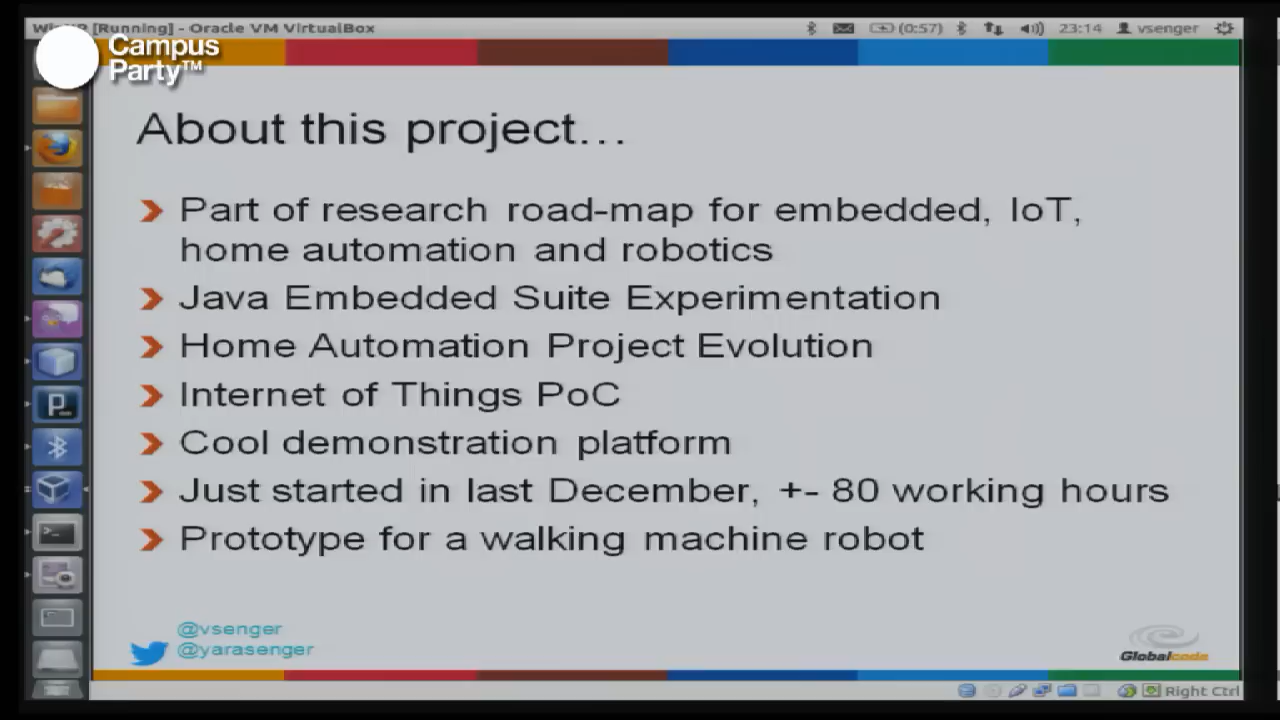 [Running] - Oracle VM VirtualBox
(0:57)
23:14
vsenger
Campus
Party™
About this project...
Part of research road-map for embedded, IoT,
home automation and robotics
Java Embedded Suite Experimentation
Home Automation Project Evolution
Internet of Things PoC
Cool demonstration platform
Just started in last December, +- 80 working hours
Prototype for a walking machine robot
@vsenger
@yarasenger
Globalcode
Right Ctrl